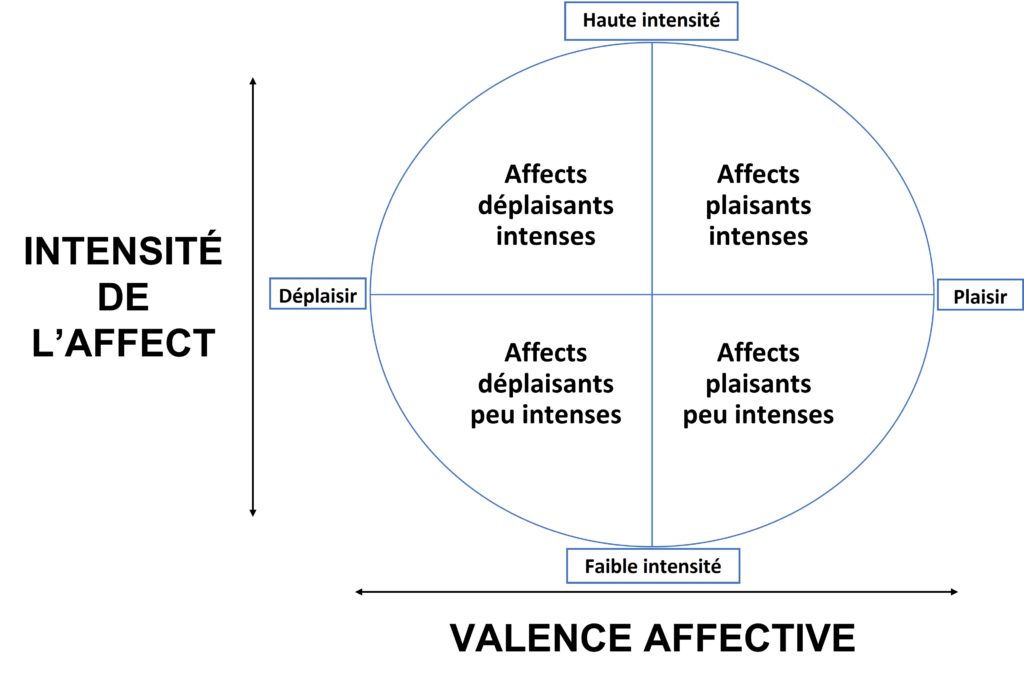 Haute intensité
Affects
déplaisants
intenses
Affects
plaisants
intenses
INTENSITÉ
DE
L’AFFECT
Déplaisir
Plaisir
Affects
déplaisants
peu intenses
Affects
plaisants
peu intenses
Faible intensité
VALENCE AFFECTIVE